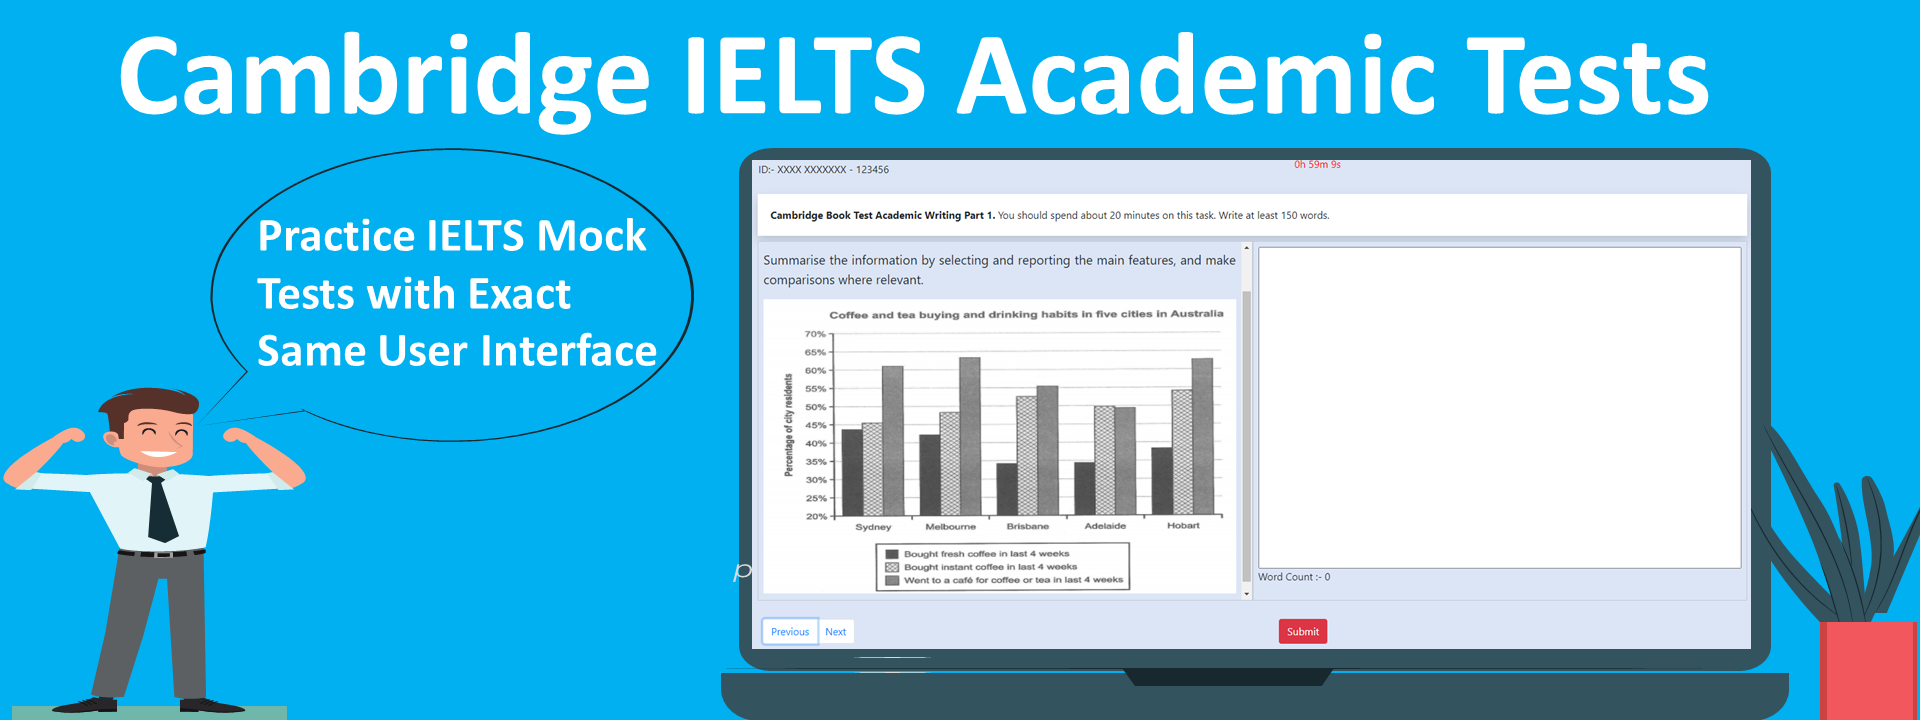 Cambridge IELTS Academic Tests
Practice IELTS Mock
Tests with Exact
Same User Interface
ID:- XXXX XXXXXXX - 123456
0h 59m 9s
Cambridge Book Test Academic Writing Part 1. You should spend about 20 minutes on this task. Write at least 150 words.
Summarise the information by selecting and reporting the main features, and make
comparisons where relevant.
Coffee and tea buying and drinking habits in five cities in Australia
Percentage of city residents
70%
65%
60%
55%
50%
45%
40%
35%
30%
25%
20%
Sydney Melbourne Brisbane Adelaide Hobart
Bought fresh coffee in last 4 weeks
Bought instant coffee in last 4 weeks
Went to a café for coffee or tea in last 4 weeks
Word Count :- 0
p
Previous Next
Submit